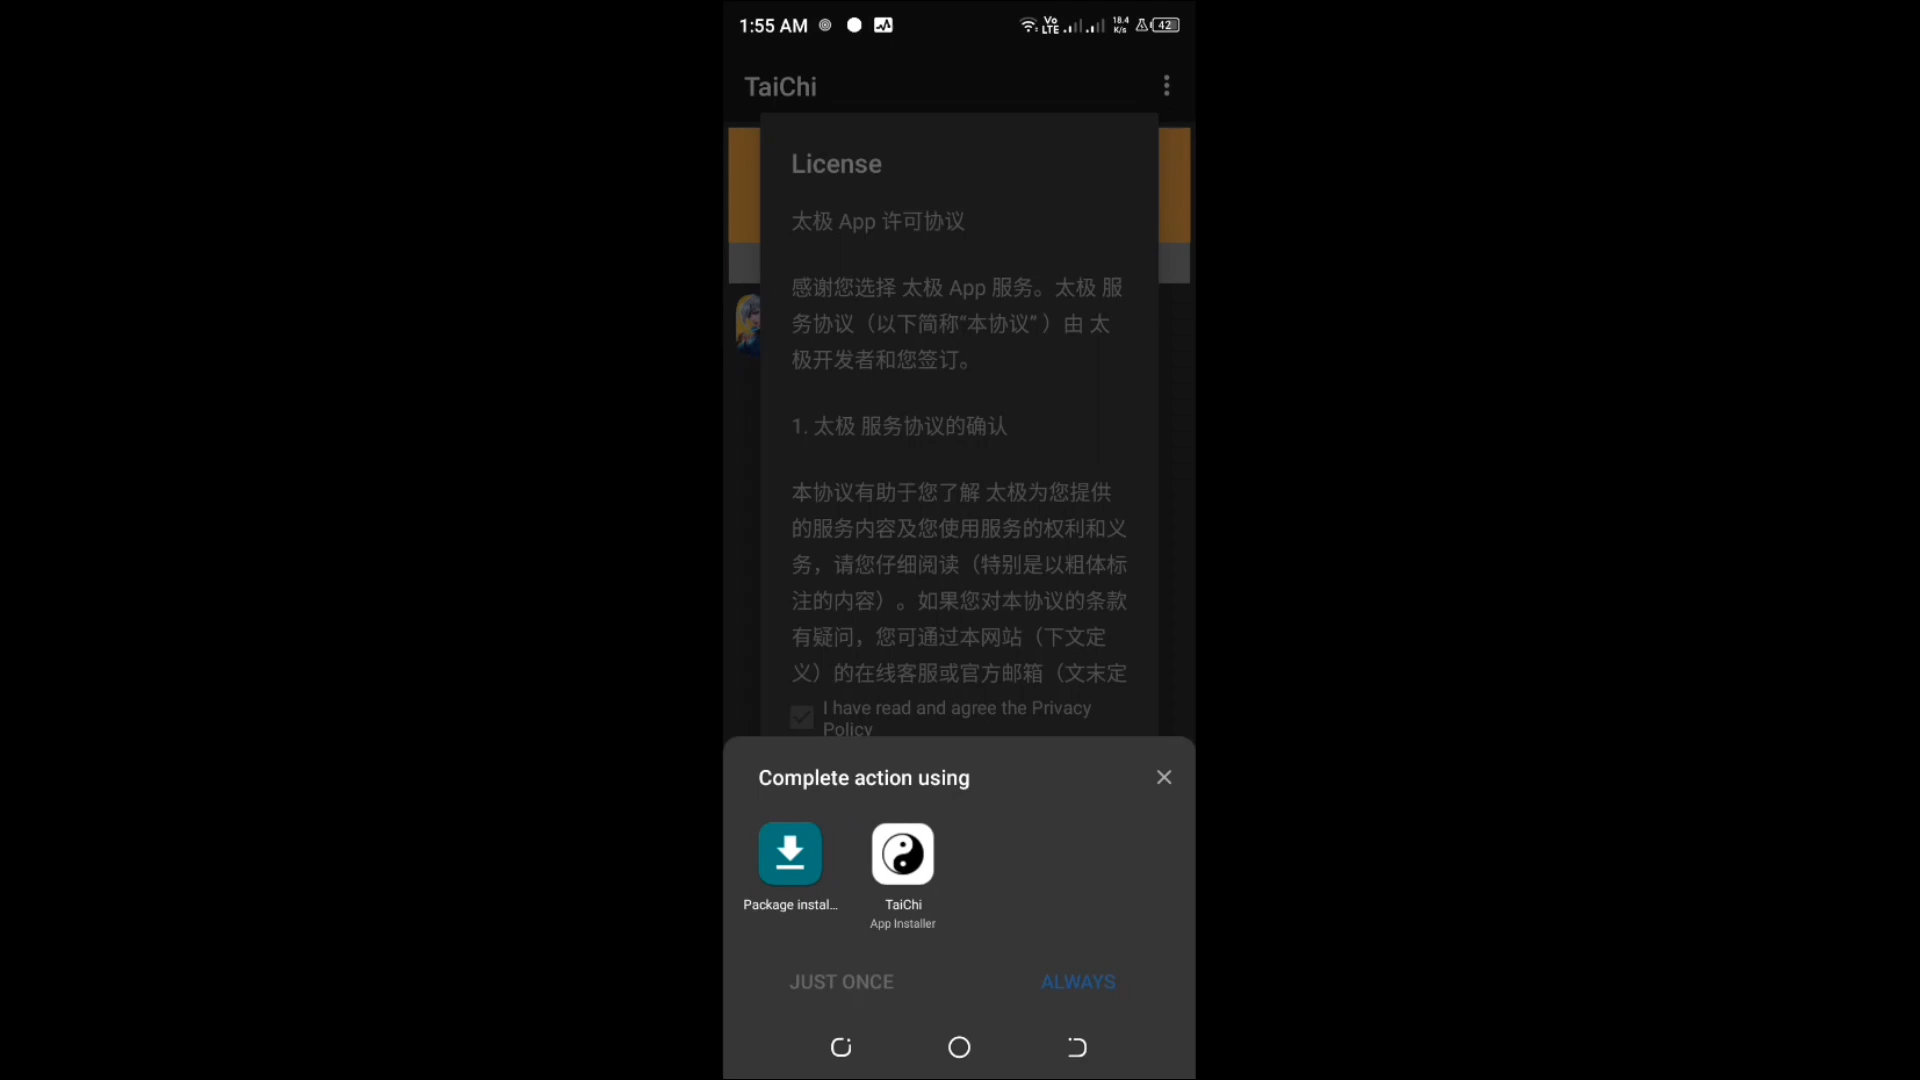 1:55 AM
Vo LTE
18.4 K/s
42
TaiChi
License
太极 App 许可协议
感谢您选择 太极 App 服务。太极 服
务协议（以下简称“本协议”）由 太
极开发者和您签订。
1. 太极 服务协议的确认
本协议有助于您了解 太极为您提供
的服务内容及您使用服务的权利和义
务，请您仔细阅读（特别是以粗体标
注的内容）。如果您对本协议的条款
有疑问，您可通过本网站（下文定
义）的在线客服或官方邮箱（文末定
I have read and agree the Privacy
Policy
Complete action using
Package instal...
TaiChi
App Installer
JUST ONCE
ALWAYS